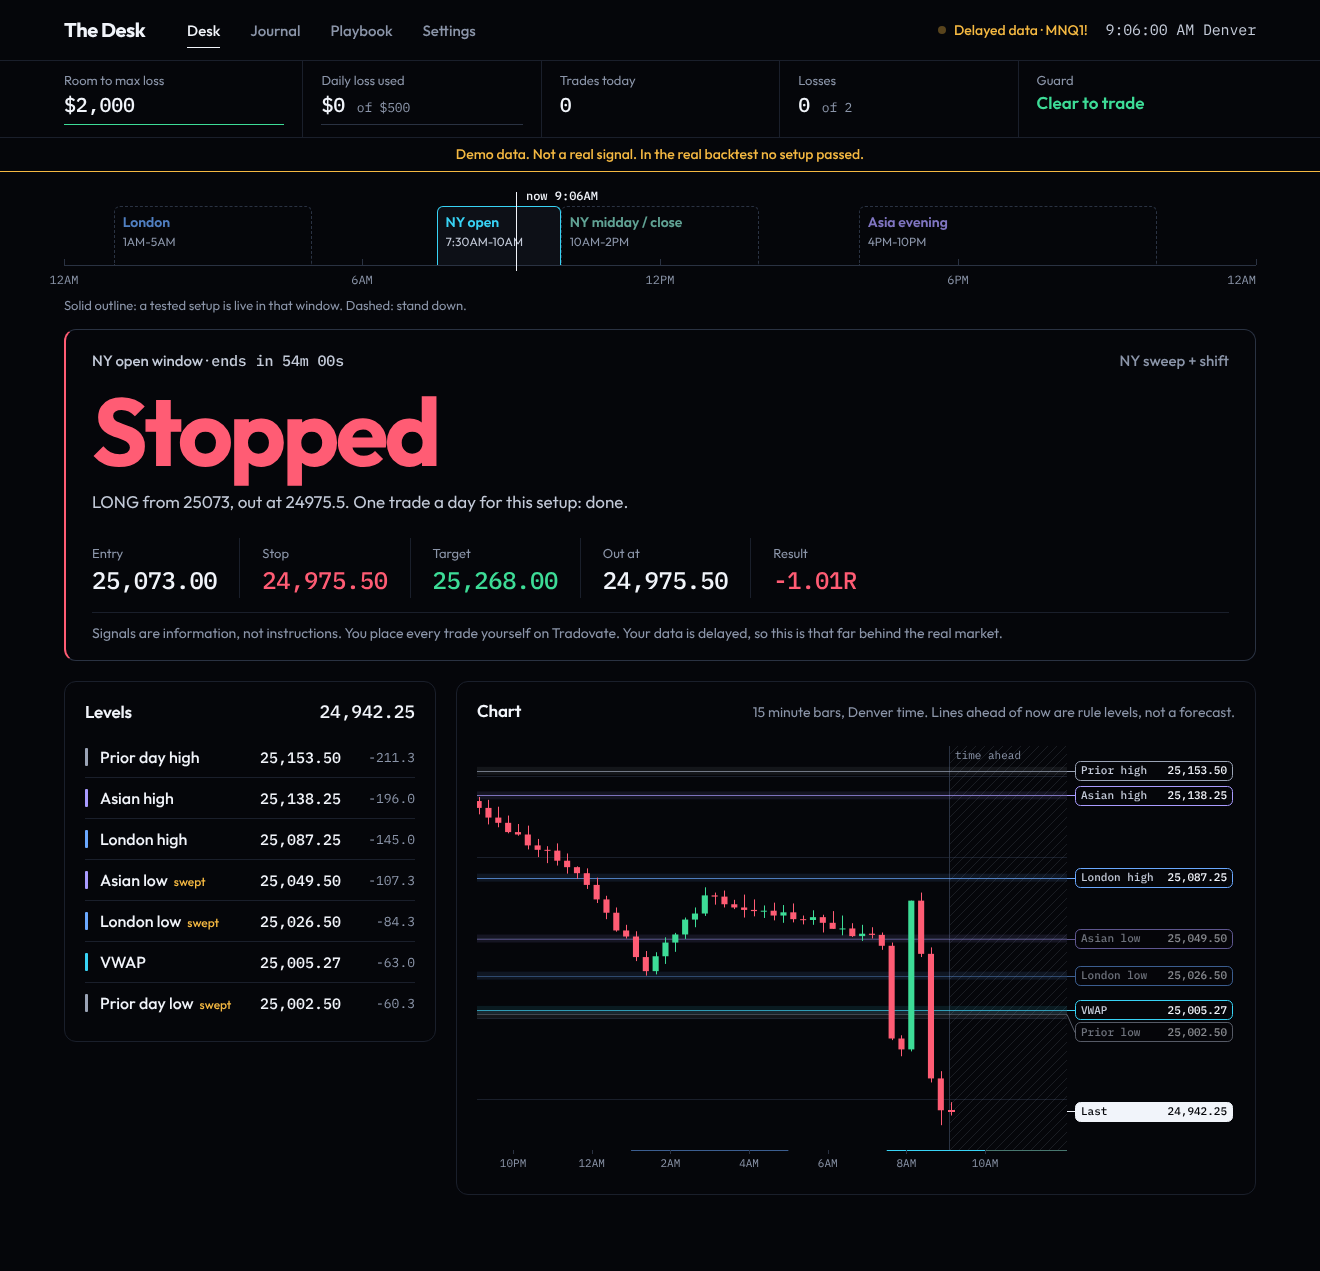 The Desk Desk Journal Playbook Settings Delayed data · MNQ1! 9:06:00 AM Denver
Room to max loss Daily loss used Trades today Losses Guard
$2,000 $0 of $500 0 0 of 2 Clear to trade
Demo data. Not a real signal. In the real backtest no setup passed.
now 9:06AM
London NY open NY midday / close Asia evening
1AM-5AM 7:30AM-10AM 10AM-2PM 4PM-10PM
12AM 6AM 12PM 6PM 12AM
Solid outline: a tested setup is live in that window. Dashed: stand down.
NY open window · ends in 54m 00s NY sweep + shift
Stopped
LONG from 25073, out at 24975.5. One trade a day for this setup: done.
Entry Stop Target Out at Result
25,073.00 24,975.50 25,268.00 24,975.50 -1.01R
Signals are information, not instructions. You place every trade yourself on Tradovate. Your data is delayed, so this is that far behind the real market.
Levels 24,942.25
Prior day high 25,153.50 -211.3
Asian high 25,138.25 -196.0
London high 25,087.25 -145.0
Asian low swept 25,049.50 -107.3
London low swept 25,026.50 -84.3
VWAP 25,005.27 -63.0
Prior day low swept 25,002.50 -60.3
Chart 15 minute bars, Denver time. Lines ahead of now are rule levels, not a forecast.
time ahead
Prior high 25,153.50
Asian high 25,138.25
London high 25,087.25
Asian low 25,049.50
London low 25,026.50
VWAP 25,005.27
Prior low 25,002.50
Last 24,942.25
10PM 12AM 2AM 4AM 6AM 8AM 10AM